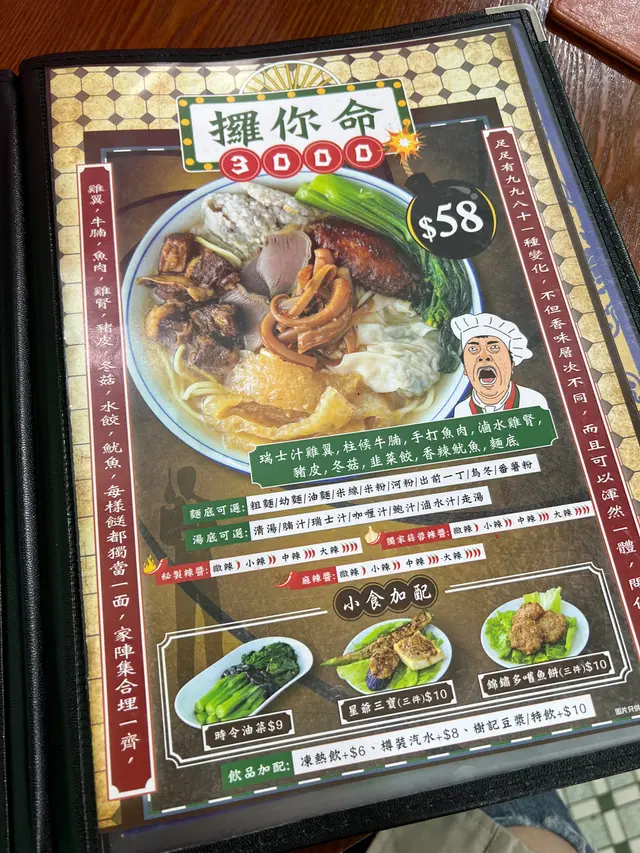 攞你命
3000
$58
雞翼，牛腩，魚肉，雞腎，豬皮，冬菇，水餃，魷魚，每樣餸都獨當一面，家陣集合埋一齊，
足足有九九八十一種變化，不但香味層次不同，而且可以渾然一體，
瑞士汁雞翼，柱候牛腩，手打魚肉，滷水雞腎，
豬皮，冬菇，韮菜餃，香辣魷魚，麵底
麵底可選：粗麵/幼麵/油麵/米線/米粉/河粉/出前一丁/烏冬/番薯粉
湯底可選：清湯/腩汁/瑞士汁/咖喱汁/鮑汁/滷水汁/走湯
秘製辣醬：微辣 小辣 中辣 大辣
獨家蒜蓉辣醬：微辣 小辣 中辣 大辣
麻辣醬：微辣 小辣 中辣 大辣
小食加配
時令油菜$9
星爺三寶(三件)$10
錦鏽多嘴魚餅(三件)$10
飲品加配：凍熱飲+$6、樽裝汽水+$8、樹記豆漿/特飲+$10
圖片只供